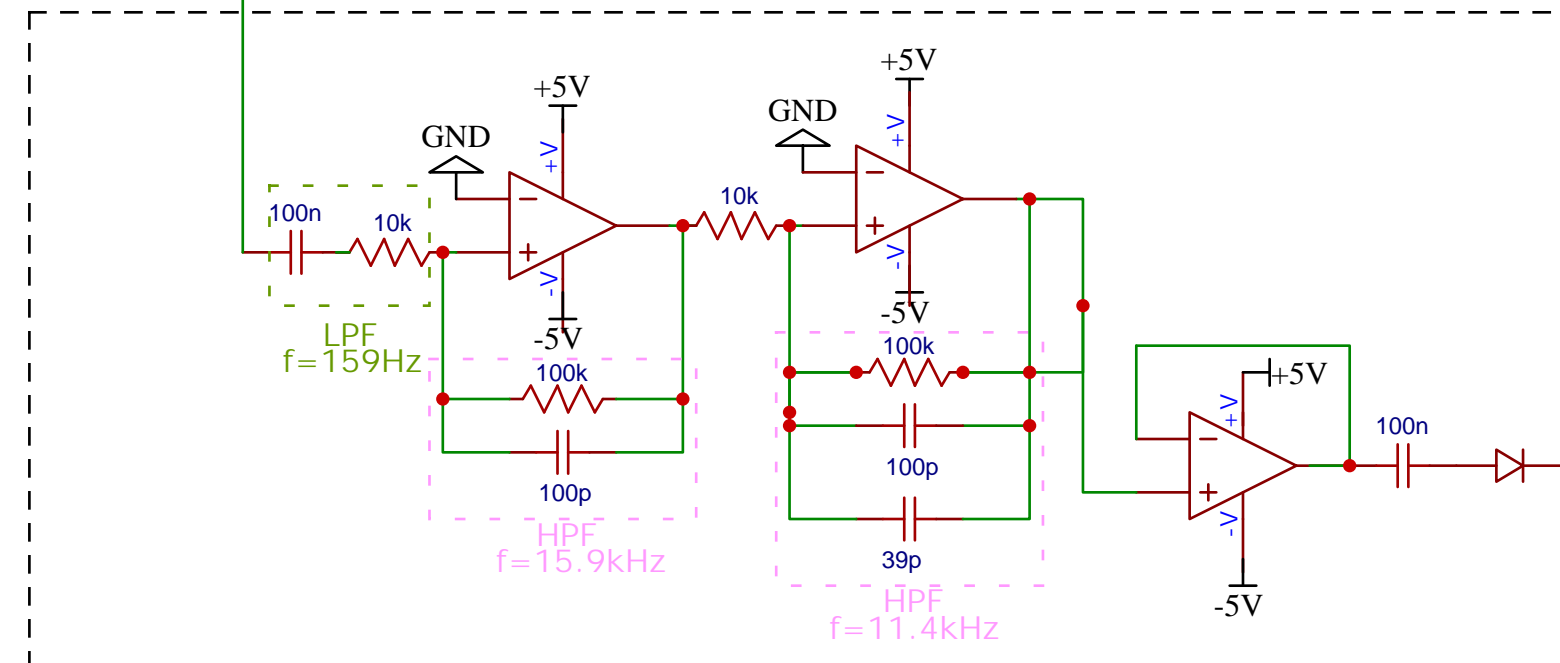 +5V
GND
+V
-V
-5V
100n
10k
LPF
f=159Hz
100k
100p
HPF
f=15.9kHz
10k
+5V
GND
+V
-V
-5V
100k
100p
39p
HPF
f=11.4kHz
+5V
+V
-V
-5V
100n